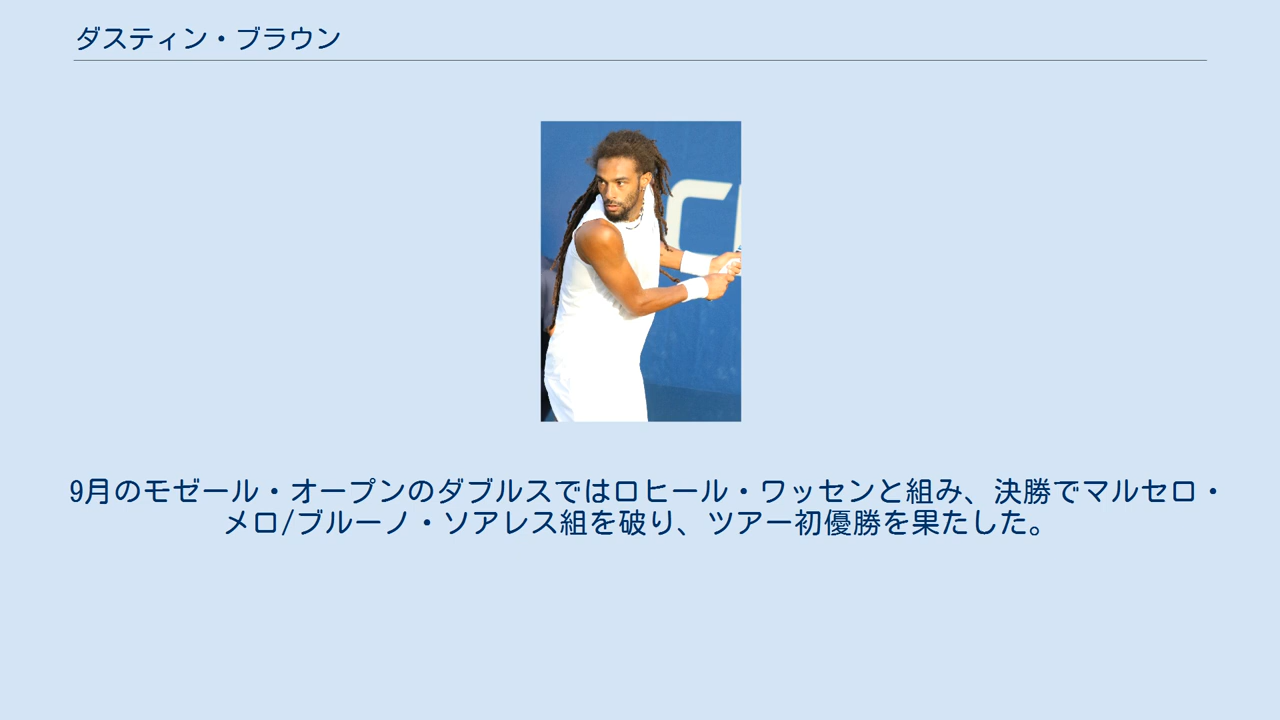 ダスティン・ブラウン
9月のモゼール・オープンのダブルスではロヒール・ワッセンと組み、決勝でマルセロ・
メロ/ブルーノ・ソアレス組を破り、ツアー初優勝を果たした。